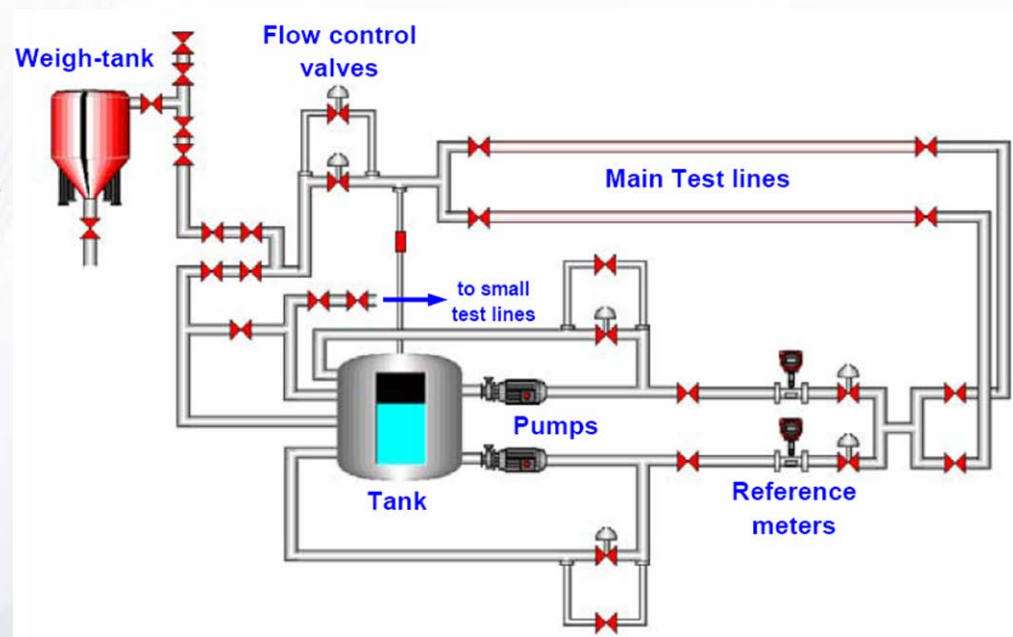 Flow control
valves
Weigh-tank
Main Test lines
to small
test lines
Pumps
Tank
Reference
meters